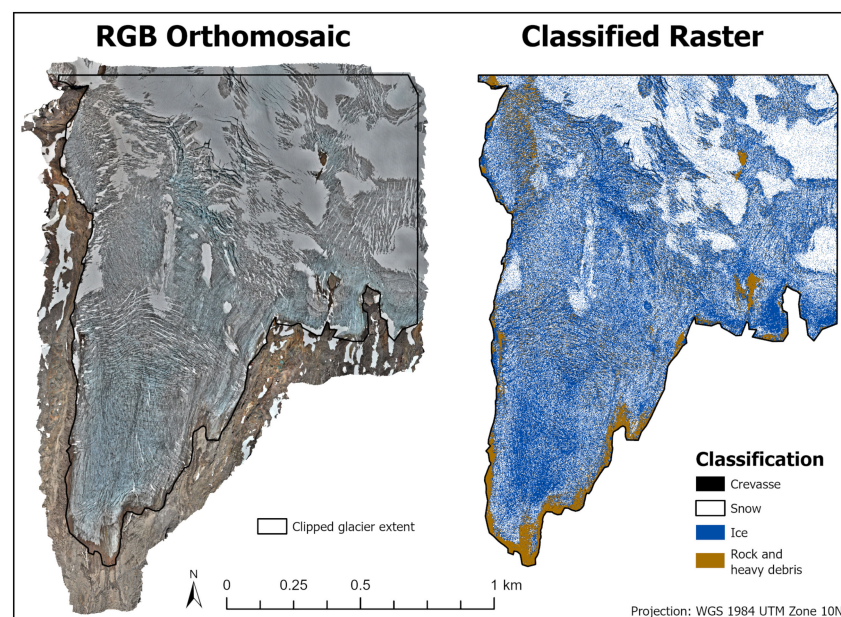 RGB Orthomosaic
Classified Raster
Clipped glacier extent
N
0 0.25 0.5 1 km
Classification
Crevasse
Snow
Ice
Rock and
heavy debris
Projection: WGS 1984 UTM Zone 10N